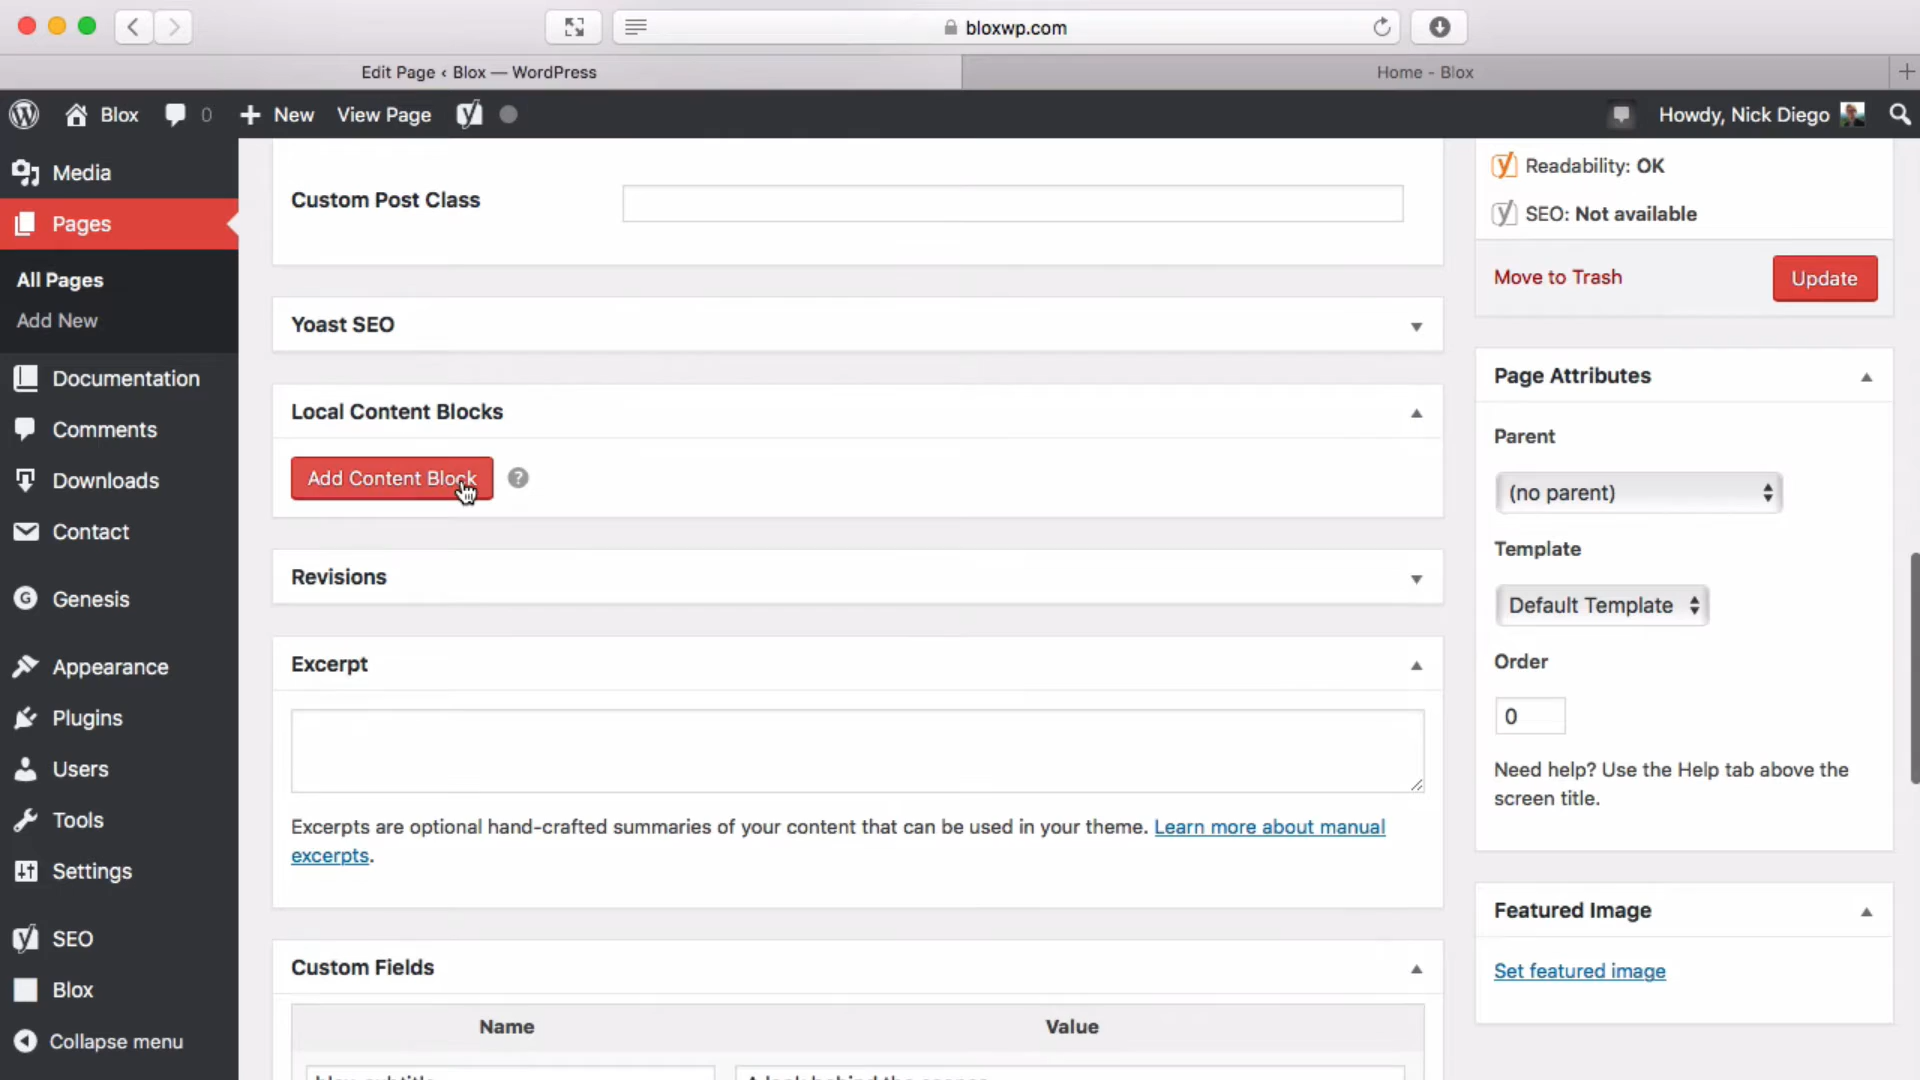 bloxwp.com
Edit Page ‹ Blox — WordPress
Home - Blox
Blox
0
New
View Page
Howdy, Nick Diego
Media
Pages
All Pages
Add New
Documentation
Comments
Downloads
Contact
Genesis
Appearance
Plugins
Users
Tools
Settings
SEO
Blox
Collapse menu
Custom Post Class
Yoast SEO
Local Content Blocks
Add Content Block
?
Revisions
Excerpt
Excerpts are optional hand-crafted summaries of your content that can be used in your theme. Learn more about manual
excerpts.
Custom Fields
Name
Value
Readability: OK
SEO: Not available
Move to Trash
Update
Page Attributes
Parent
(no parent)
Template
Default Template
Order
0
Need help? Use the Help tab above the
screen title.
Featured Image
Set featured image